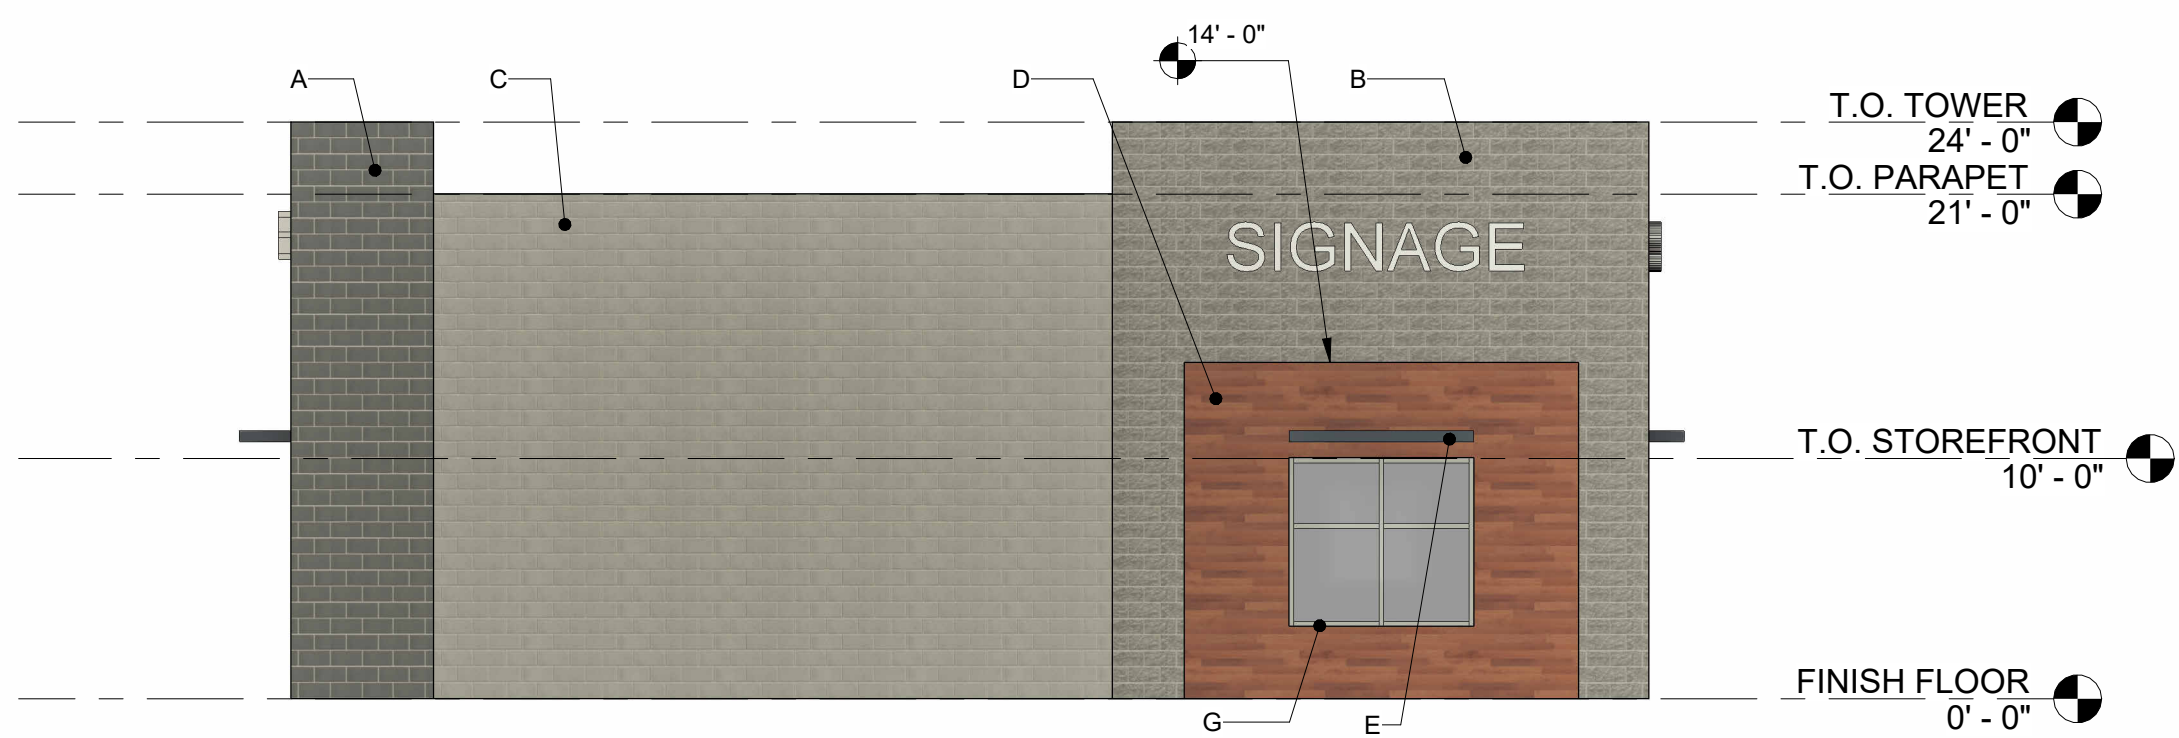 14' - 0"
A
C
D
B
T.O. TOWER
24' - 0"
T.O. PARAPET
21' - 0"
SIGNAGE
T.O. STOREFRONT
10' - 0"
FINISH FLOOR
0' - 0"
G
E